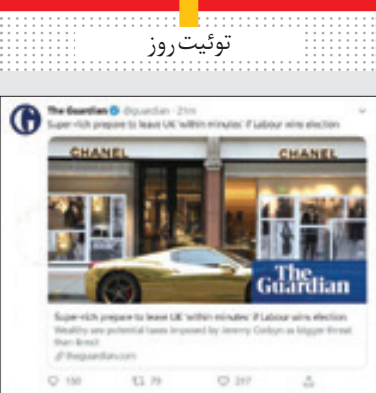 توئیت روز
The Guardian @guardian · 21m
Super-rich prepare to leave UK 'within minutes' if Labour wins election
CHANEL CHANEL
The
Guardian
Super-rich prepare to leave UK 'within minutes' if Labour wins election
Wealthy see potential taxes imposed by Jeremy Corbyn as bigger threat
than Brexit
theguardian.com
150 79 317